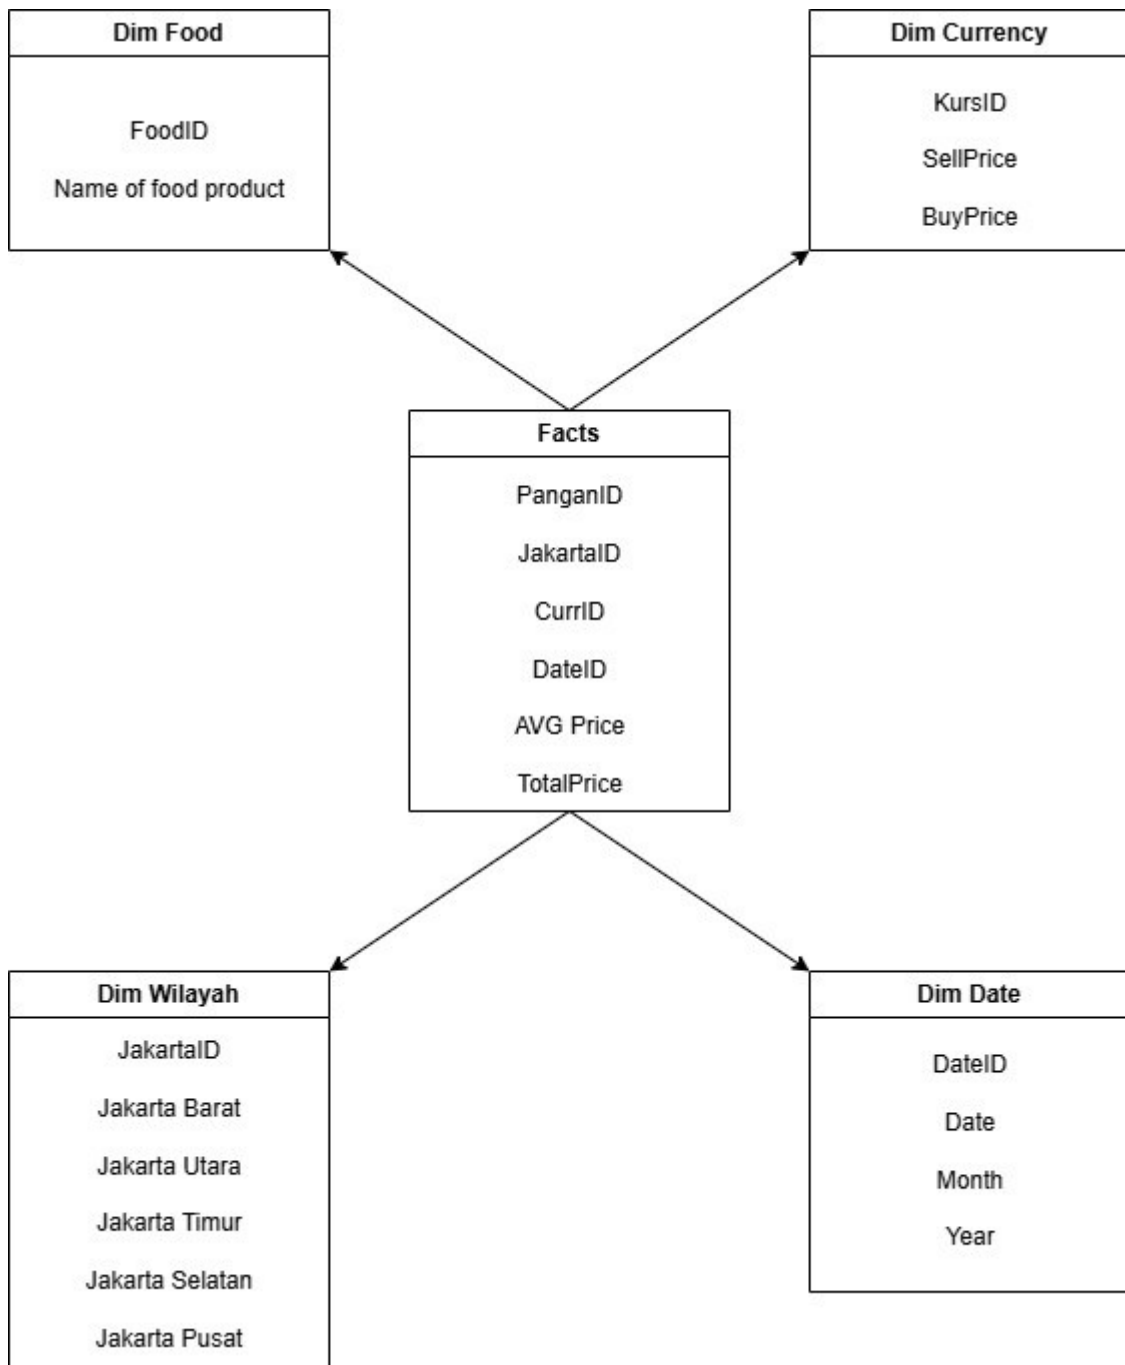 Dim Food
FoodID
Name of food product
Dim Currency
KursID
SellPrice
BuyPrice
Facts
PanganID
JakartaID
CurrID
DateID
AVG Price
TotalPrice
Dim Wilayah
JakartaID
Jakarta Barat
Jakarta Utara
Jakarta Timur
Jakarta Selatan
Jakarta Pusat
Dim Date
DateID
Date
Month
Year